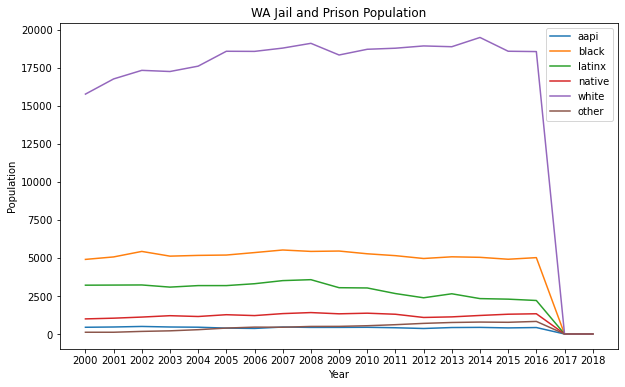 WA Jail and Prison Population
aapi
black
latinx
native
white
other
20000
17500
15000
12500
10000
7500
5000
2500
0
Population
2000 2001 2002 2003 2004 2005 2006 2007 2008 2009 2010 2011 2012 2013 2014 2015 2016 2017 2018
Year